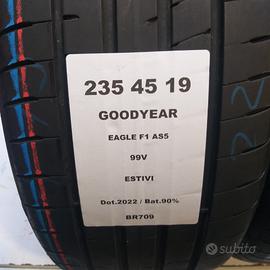 235 45 19
GOODYEAR
EAGLE F1 AS5
99V
ESTIVI
Dot.2022 / Bat.90%
BR709
subito